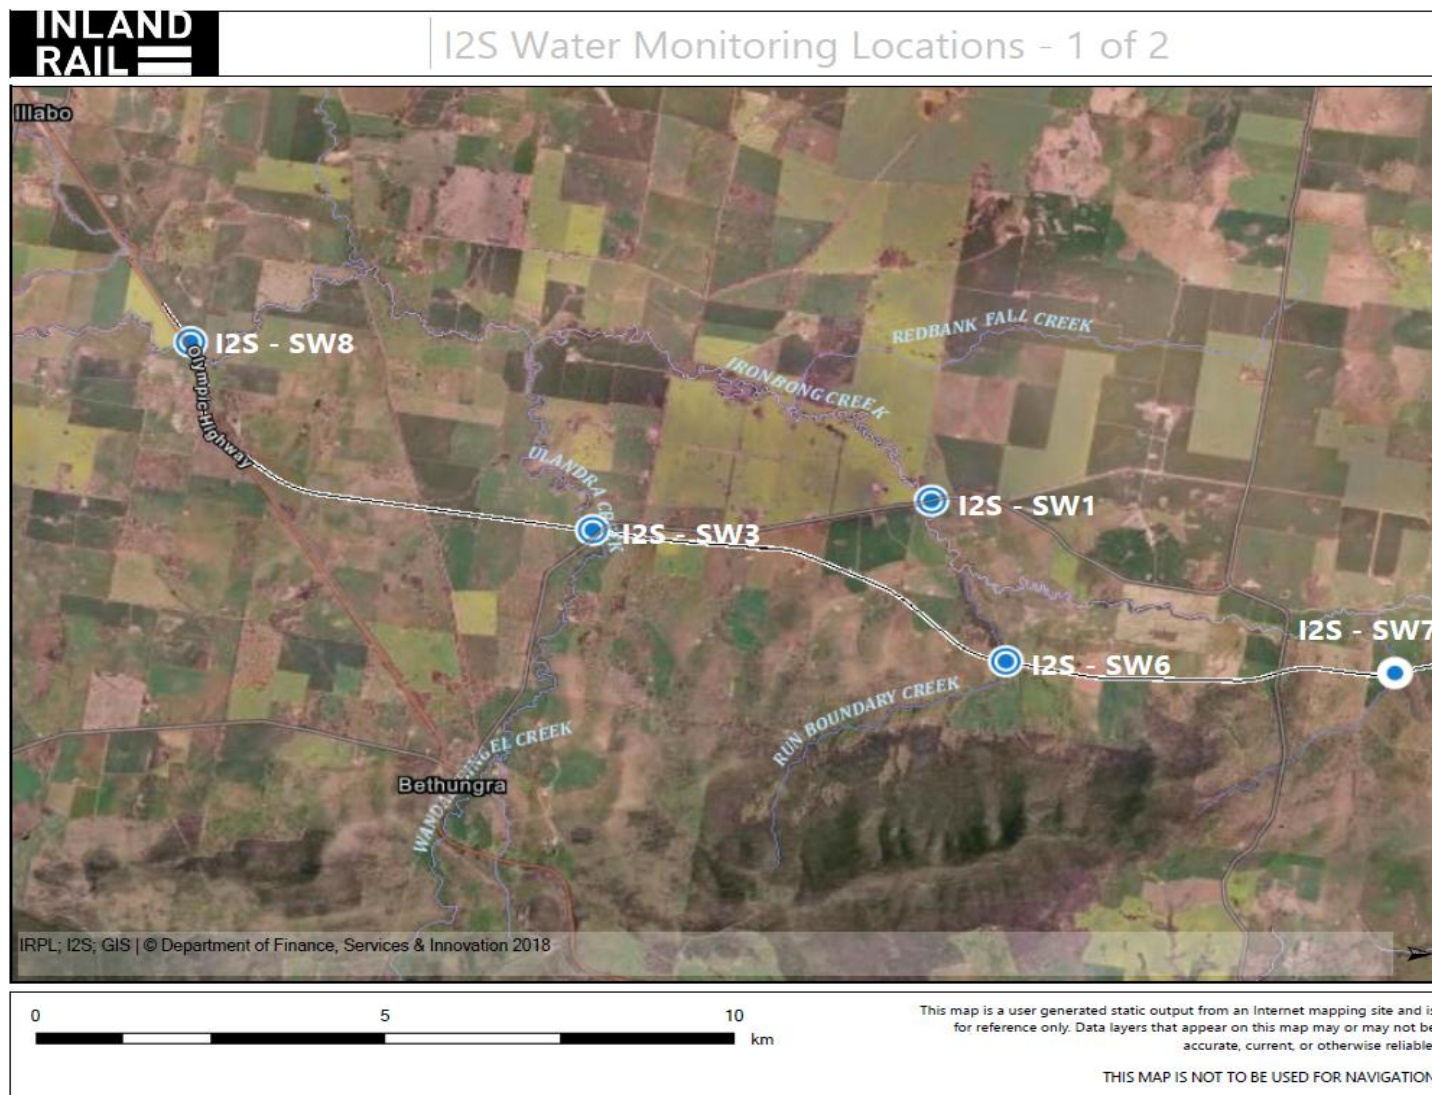 INLAND
RAIL
I2S Water Monitoring Locations - 1 of 2
Illabo
REDBANK FALL CREEK
I2S - SW8
IRONBONG CREEK
Olympic-Highway
ULANDRA CREEK
I2S - SW1
I2S - SW3
I2S - SW7
I2S - SW6
RUN BOUNDARY CREEK
Bethungra
IRPL; I2S; GIS | © Department of Finance, Services & Innovation 2018
0 5 10
km
This map is a user generated static output from an Internet mapping site and is
for reference only. Data layers that appear on this map may or may not be
accurate, current, or otherwise reliable
THIS MAP IS NOT TO BE USED FOR NAVIGATION